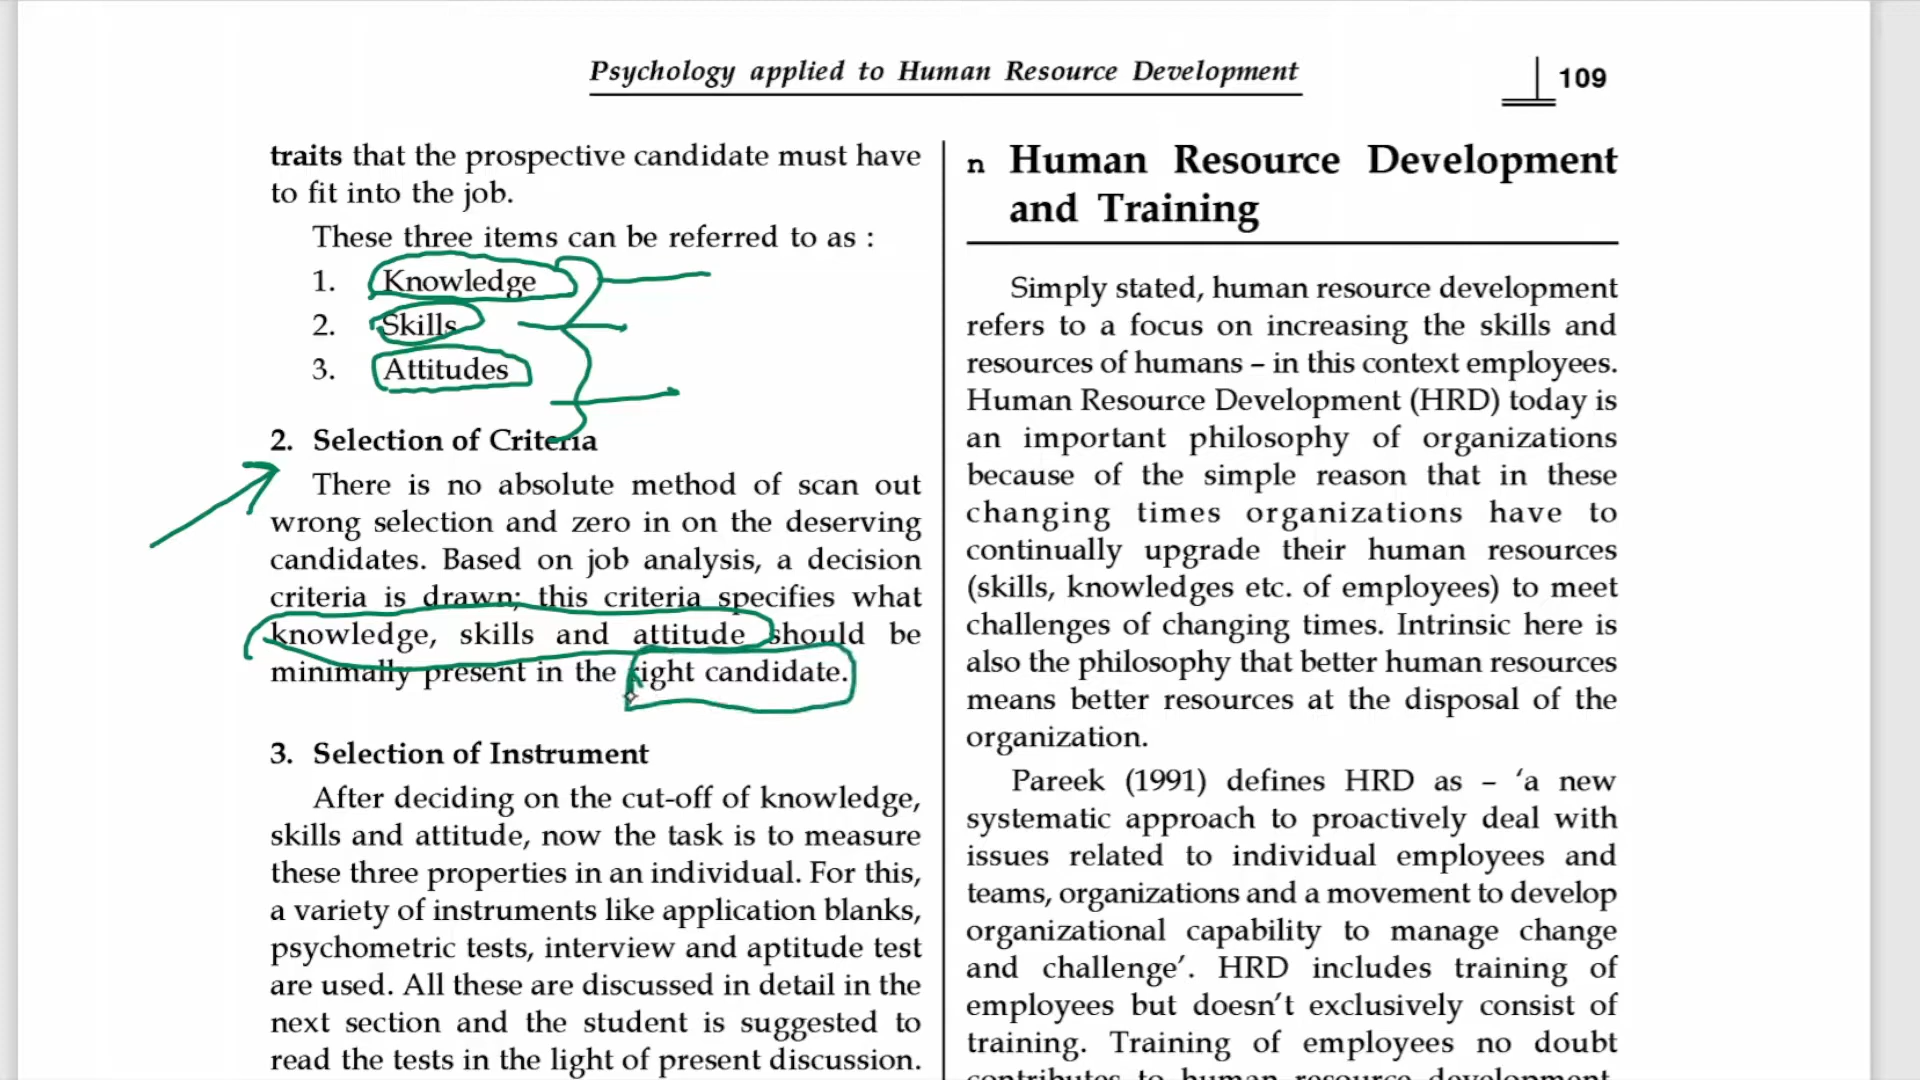 Psychology applied to Human Resource Development
109
traits that the prospective candidate must have
to fit into the job.
These three items can be referred to as :
1. Knowledge
2. Skills
3. Attitudes
2. Selection of Criteria
There is no absolute method of scan out
wrong selection and zero in on the deserving
candidates. Based on job analysis, a decision
criteria is drawn; this criteria specifies what
knowledge, skills and attitude should be
minimally present in the right candidate.
3. Selection of Instrument
After deciding on the cut-off of knowledge,
skills and attitude, now the task is to measure
these three properties in an individual. For this,
a variety of instruments like application blanks,
psychometric tests, interview and aptitude test
are used. All these are discussed in detail in the
next section and the student is suggested to
read the tests in the light of present discussion.
n Human Resource Development
and Training
Simply stated, human resource development
refers to a focus on increasing the skills and
resources of humans – in this context employees.
Human Resource Development (HRD) today is
an important philosophy of organizations
because of the simple reason that in these
changing times organizations have to
continually upgrade their human resources
(skills, knowledges etc. of employees) to meet
challenges of changing times. Intrinsic here is
also the philosophy that better human resources
means better resources at the disposal of the
organization.
Pareek (1991) defines HRD as – ‘a new
systematic approach to proactively deal with
issues related to individual employees and
teams, organizations and a movement to develop
organizational capability to manage change
and challenge’. HRD includes training of
employees but doesn’t exclusively consist of
training. Training of employees no doubt
contributes to human resource development,